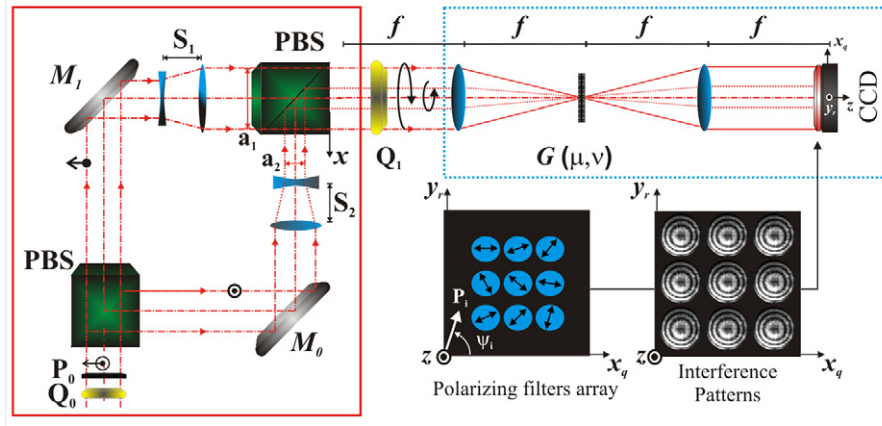 f f f f
S₁ PBS
M₁
xq
CCD
z
yr
a₁
a₂ x Q₁ G (μ,ν)
S₂
yr yr
PBS
Pi
ψi
M₀
z xq z xq
P₀
Q₀
Polarizing filters array
Interference
Patterns